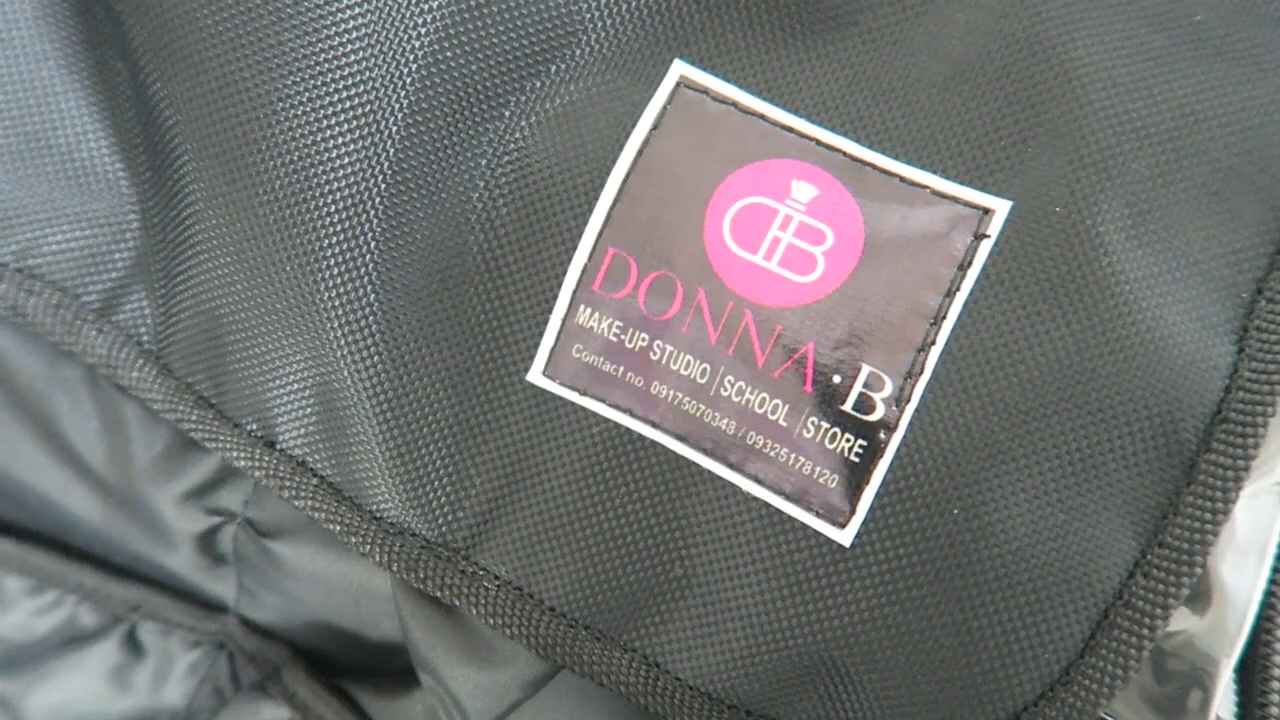 DB
DONNA·B
MAKE-UP STUDIO | SCHOOL | STORE
Contact no. 09175070348 / 09325178120